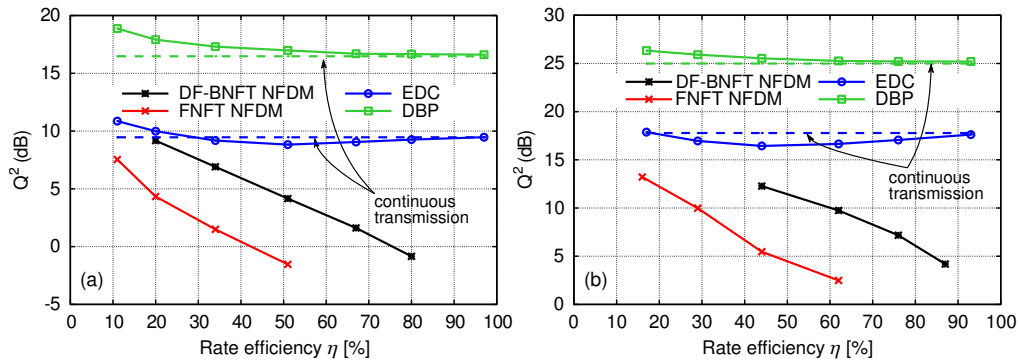 20
15
10
5
0
-5
Q² (dB)
DF-BNFT NFDM
FNFT NFDM
EDC
DBP
continuous
transmission
(a)
0 10 20 30 40 50 60 70 80 90 100
Rate efficiency η [%]
30
25
20
15
10
5
0
Q² (dB)
DF-BNFT NFDM
FNFT NFDM
EDC
DBP
continuous
transmission
(b)
0 10 20 30 40 50 60 70 80 90 100
Rate efficiency η [%]